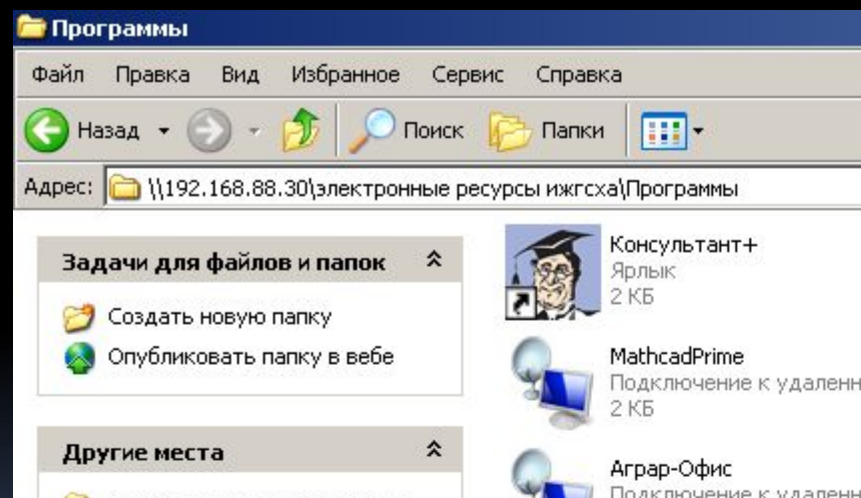 Программы
Файл Правка Вид Избранное Сервис Справка
Назад Поиск Папки
Адрес: \\192.168.88.30\электронные ресурсы ижгсха\Программы
Задачи для файлов и папок
Создать новую папку
Опубликовать папку в вебе
Другие места
Консультант+
Ярлык
2 КБ
MathcadPrime
Подключение к удаленн
2 КБ
Аграр-Офис
Подключение к удаленн